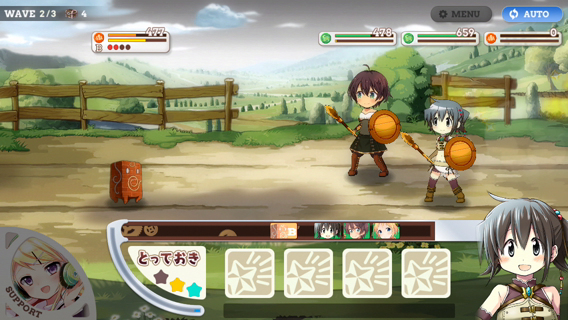 WAVE 2/3 4
MENU
AUTO
477
B
478
659
0
B
とっておき
SUPPORT